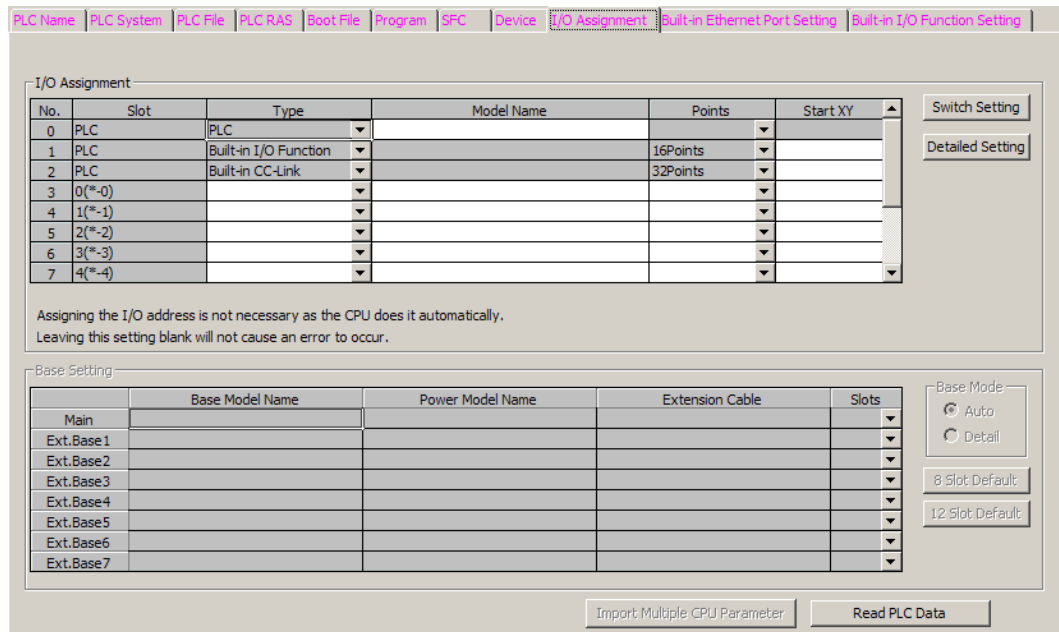 PLC Name PLC System PLC File PLC RAS Boot File Program SFC Device I/O Assignment Built-in Ethernet Port Setting Built-in I/O Function Setting
I/O Assignment
No. Slot Type Model Name Points Start XY
0 PLC PLC
1 PLC Built-in I/O Function 16Points
2 PLC Built-in CC-Link 32Points
3 0(*-0)
4 1(*-1)
5 2(*-2)
6 3(*-3)
7 4(*-4)
Switch Setting
Detailed Setting
Assigning the I/O address is not necessary as the CPU does it automatically.
Leaving this setting blank will not cause an error to occur.
Base Setting
Base Model Name Power Model Name Extension Cable Slots
Main
Ext.Base1
Ext.Base2
Ext.Base3
Ext.Base4
Ext.Base5
Ext.Base6
Ext.Base7
Base Mode
Auto
Detail
8 Slot Default
12 Slot Default
Import Multiple CPU Parameter Read PLC Data